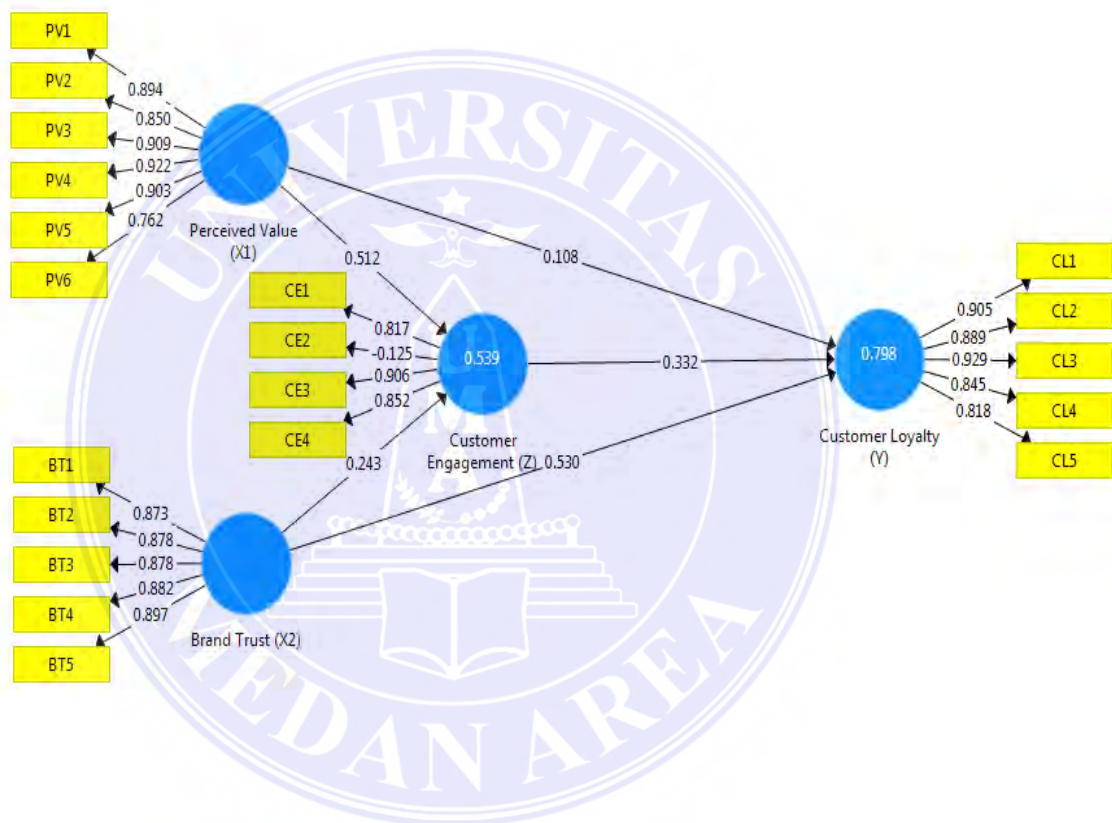 PV1
PV2
PV3
PV4
PV5
PV6
0.894
0.850
0.909
0.922
0.903
0.762
Perceived Value
(X1)
0.512
0.108
CE1
CE2
CE3
CE4
0.817
-0.125
0.906
0.852
0.539
Customer
Engagement (Z)
0.332
0.243
0.530
BT1
BT2
BT3
BT4
BT5
0.873
0.878
0.878
0.882
0.897
Brand Trust (X2)
0.798
Customer Loyalty
(Y)
0.905
0.889
0.929
0.845
0.818
CL1
CL2
CL3
CL4
CL5
UNIVERSITAS
MEDAN AREA
UMA